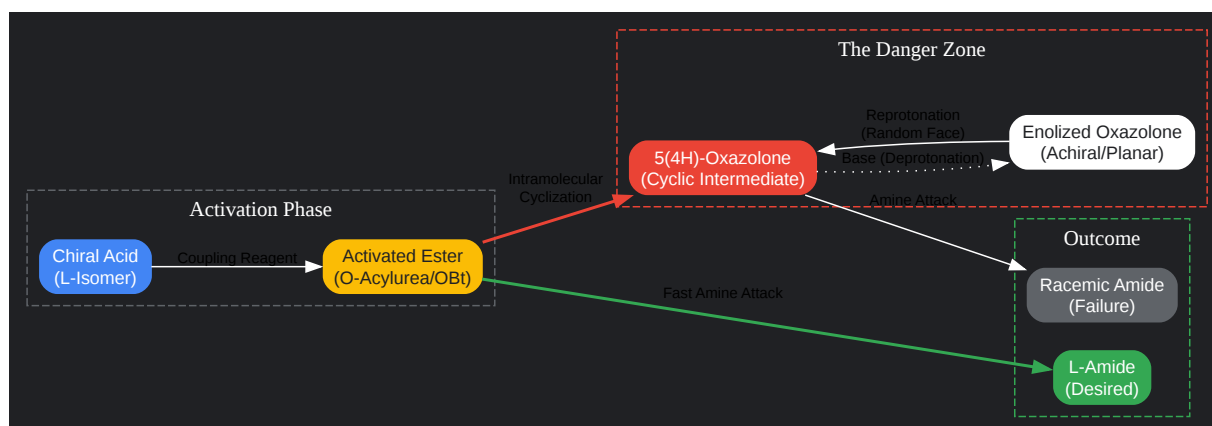 The Danger Zone
Reprotonation
(Random Face)
Enolized Oxazolone
(Achiral/Planar)
5(4H)-Oxazolone
(Cyclic Intermediate)
Base (Deprotonation)
Intramolecular
Cyclization
Amine Attack
Activation Phase
Chiral Acid
(L-Isomer)
Coupling Reagent
Activated Ester
(O-Acylurea/OBt)
Outcome
Racemic Amide
(Failure)
Fast Amine Attack
L-Amide
(Desired)